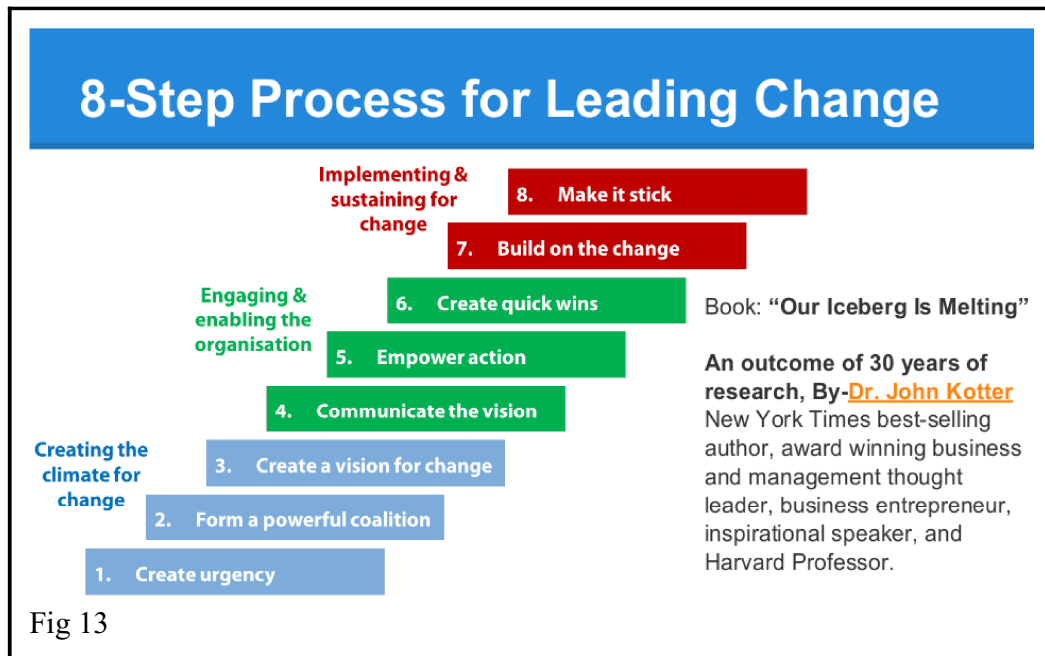 8-Step Process for Leading Change
Implementing &
sustaining for
change
8. Make it stick
7. Build on the change
Engaging &
enabling the
organisation
6. Create quick wins
5. Empower action
4. Communicate the vision
Creating the
climate for
change
3. Create a vision for change
2. Form a powerful coalition
1. Create urgency
Book: “Our Iceberg Is Melting”
An outcome of 30 years of
research, By-Dr. John Kotter
New York Times best-selling
author, award winning business
and management thought
leader, business entrepreneur,
inspirational speaker, and
Harvard Professor.
Fig 13